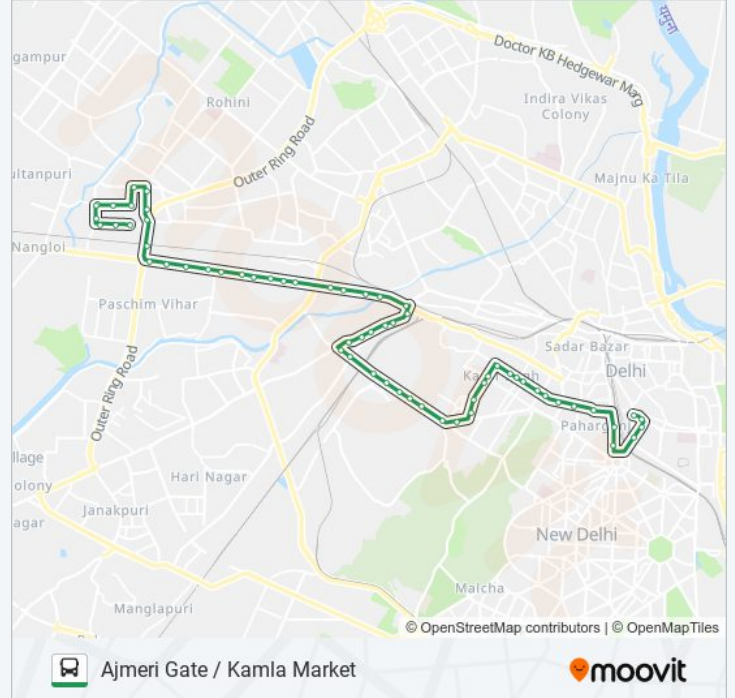 Doctor KB Hedgewar Marg
gampur
Rohini
Indira Vikas
Colony
Outer Ring Road
ultanpuri
Majnu Ka Tila
Nangloi
Paschim Vihar
Sadar Bazar
Delhi
Outer Ring Road
Paharganj
llage
olony
Hari Nagar
Janakpuri
agar
New Delhi
Malcha
Manglapuri
© OpenStreetMap contributors | © OpenMapTiles
Ajmeri Gate / Kamla Market
moovit